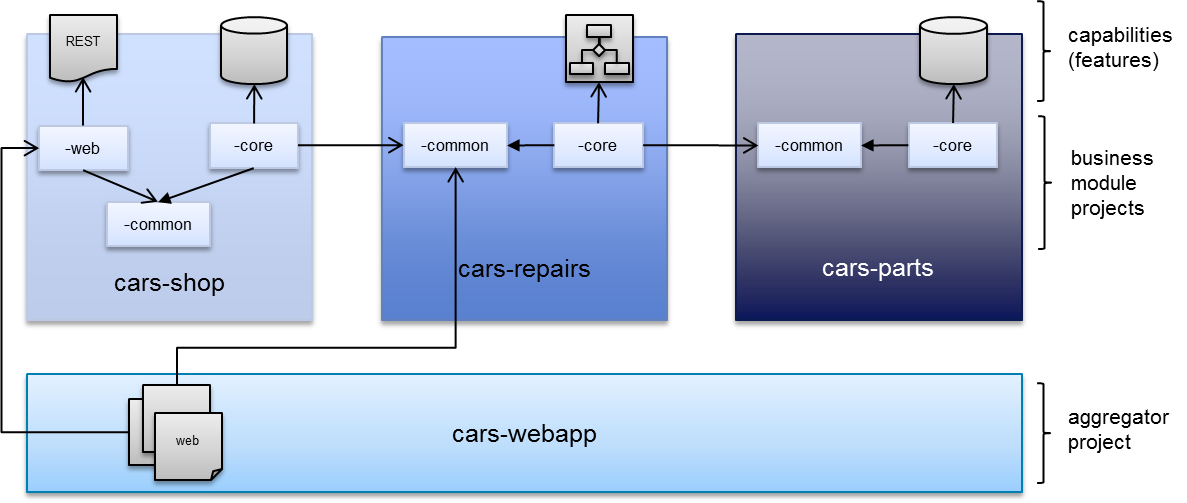 REST
capabilities
(features)
-web
-core
-common
-core
-common
-core
-common
business
module
projects
cars-shop
cars-repairs
cars-parts
web
cars-webapp
aggregator
project